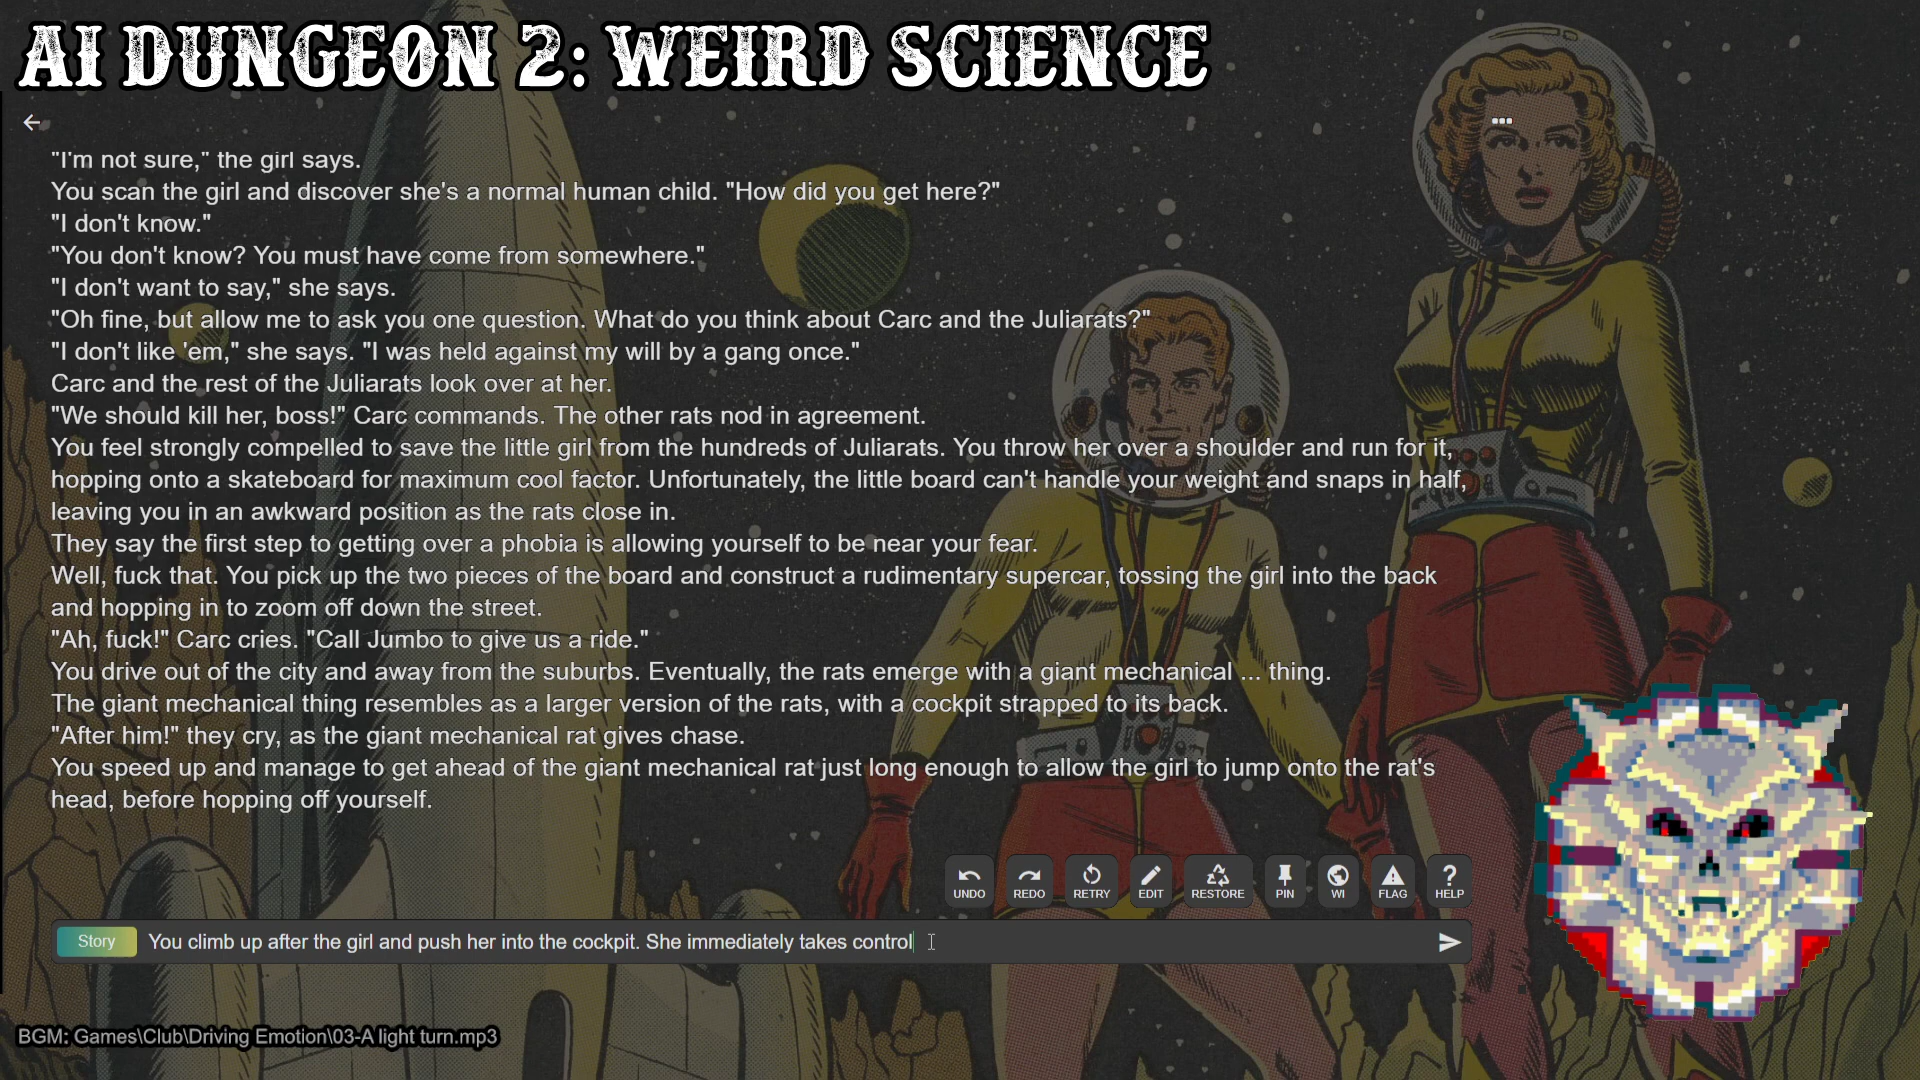 AI DUNGEON 2: WEIRD SCIENCE
"I'm not sure," the girl says.
You scan the girl and discover she's a normal human child. "How did you get here?"
"I don't know."
"You don't know? You must have come from somewhere."
"I don't want to say," she says.
"Oh fine, but allow me to ask you one question. What do you think about Carc and the Juliarats?"
"I don't like 'em," she says. "I was held against my will by a gang once."
Carc and the rest of the Juliarats look over at her.
"We should kill her, boss!" Carc commands. The other rats nod in agreement.
You feel strongly compelled to save the little girl from the hundreds of Juliarats. You throw her over a shoulder and run for it,
hopping onto a skateboard for maximum cool factor. Unfortunately, the little board can't handle your weight and snaps in half,
leaving you in an awkward position as the rats close in.
They say the first step to getting over a phobia is allowing yourself to be near your fear.
Well, fuck that. You pick up the two pieces of the board and construct a rudimentary supercar, tossing the girl into the back
and hopping in to zoom off down the street.
"Ah, fuck!" Carc cries. "Call Jumbo to give us a ride."
You drive out of the city and away from the suburbs. Eventually, the rats emerge with a giant mechanical ... thing.
The giant mechanical thing resembles as a larger version of the rats, with a cockpit strapped to its back.
"After him!" they cry, as the giant mechanical rat gives chase.
You speed up and manage to get ahead of the giant mechanical rat just long enough to allow the girl to jump onto the rat's
head, before hopping off yourself.
UNDO REDO RETRY EDIT RESTORE PIN WI FLAG HELP
Story You climb up after the girl and push her into the cockpit. She immediately takes control
BGM: Games\Club\Driving Emotion\03-A light turn.mp3